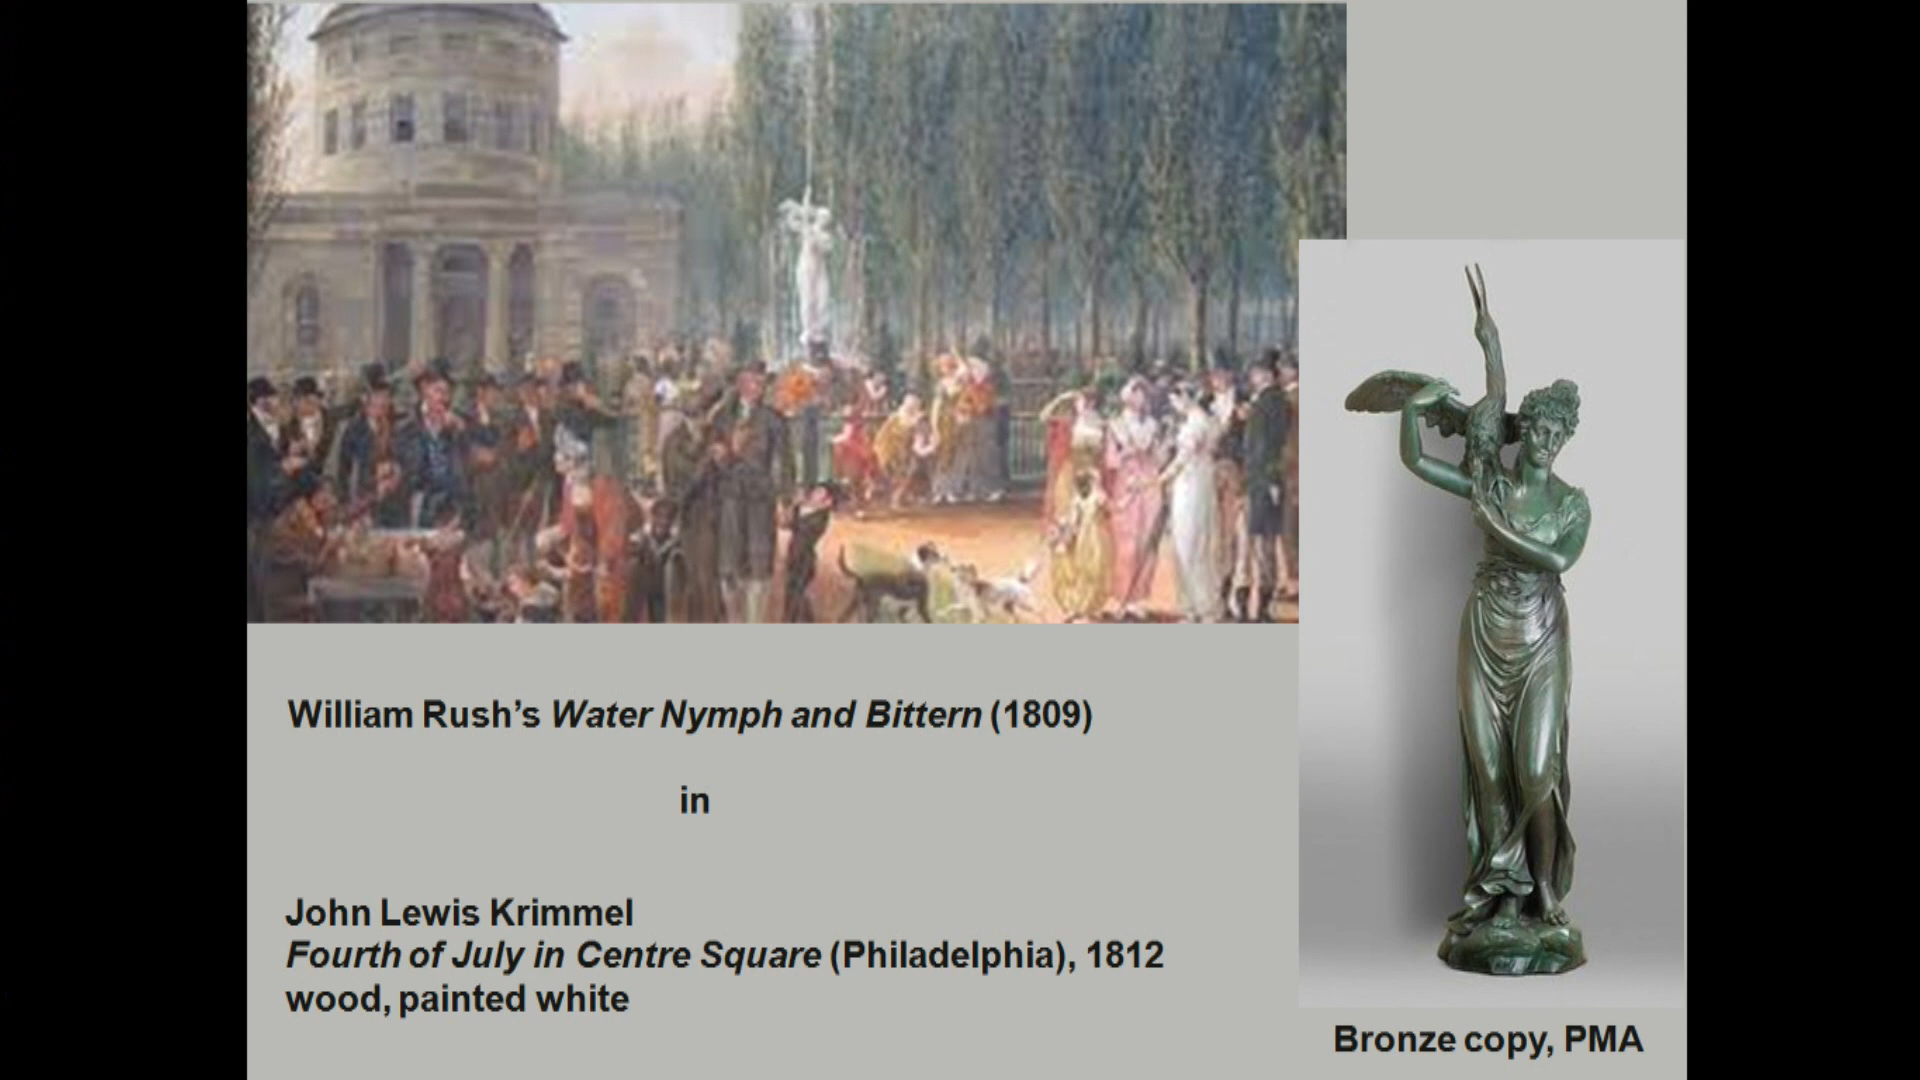 William Rush’s Water Nymph and Bittern (1809)
in
John Lewis Krimmel
Fourth of July in Centre Square (Philadelphia), 1812
wood, painted white
Bronze copy, PMA